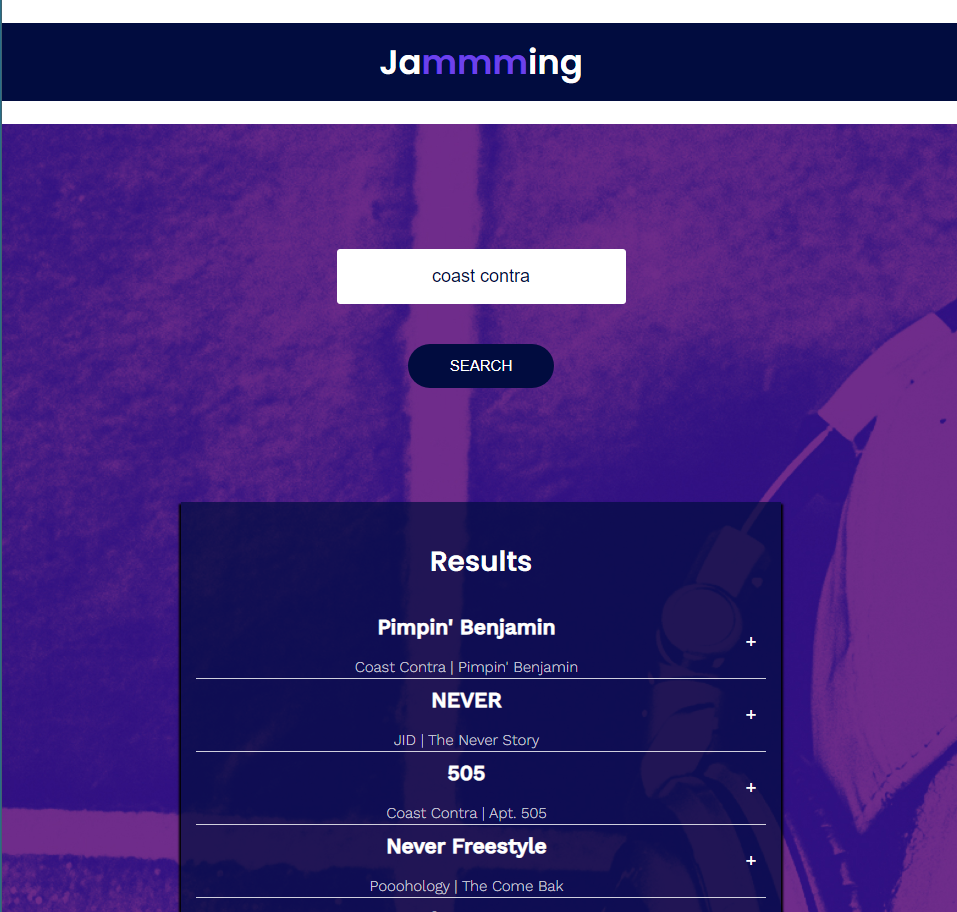 Jammming
coast contra
SEARCH
Results
Pimpin' Benjamin
+
Coast Contra | Pimpin' Benjamin
NEVER
+
JID | The Never Story
505
+
Coast Contra | Apt. 505
Never Freestyle
+
Pooohology | The Come Bak